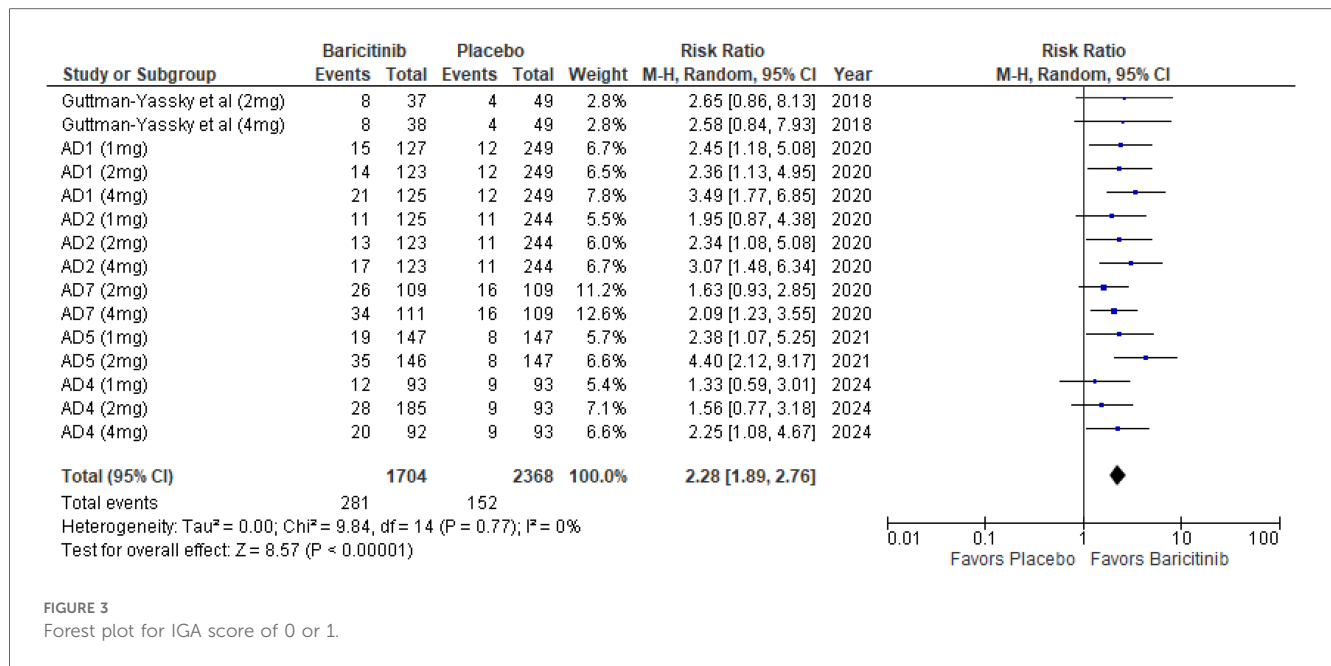 Baricitinib Placebo Risk Ratio Risk Ratio
Study or Subgroup Events Total Events Total Weight M-H, Random, 95% CI Year M-H, Random, 95% CI
Guttman-Yassky et al (2mg) 8 37 4 49 2.8% 2.65 [0.86, 8.13] 2018
Guttman-Yassky et al (4mg) 8 38 4 49 2.8% 2.58 [0.84, 7.93] 2018
AD1 (1mg) 15 127 12 249 6.7% 2.45 [1.18, 5.08] 2020
AD1 (2mg) 14 123 12 249 6.5% 2.36 [1.13, 4.95] 2020
AD1 (4mg) 21 125 12 249 7.8% 3.49 [1.77, 6.85] 2020
AD2 (1mg) 11 125 11 244 5.5% 1.95 [0.87, 4.38] 2020
AD2 (2mg) 13 123 11 244 6.0% 2.34 [1.08, 5.08] 2020
AD2 (4mg) 17 123 11 244 6.7% 3.07 [1.48, 6.34] 2020
AD7 (2mg) 26 109 16 109 11.2% 1.63 [0.93, 2.85] 2020
AD7 (4mg) 34 111 16 109 12.6% 2.09 [1.23, 3.55] 2020
AD5 (1mg) 19 147 8 147 5.7% 2.38 [1.07, 5.25] 2021
AD5 (2mg) 35 146 8 147 6.6% 4.40 [2.12, 9.17] 2021
AD4 (1mg) 12 93 9 93 5.4% 1.33 [0.59, 3.01] 2024
AD4 (2mg) 28 185 9 93 7.1% 1.56 [0.77, 3.18] 2024
AD4 (4mg) 20 92 9 93 6.6% 2.25 [1.08, 4.67] 2024
Total (95% CI) 1704 2368 100.0% 2.28 [1.89, 2.76]
Total events 281 152
Heterogeneity: Tau² = 0.00; Chi² = 9.84, df = 14 (P = 0.77); I² = 0%
Test for overall effect: Z = 8.57 (P < 0.00001)
0.01 0.1 1 10 100
Favors Placebo Favors Baricitinib
FIGURE 3
Forest plot for IGA score of 0 or 1.